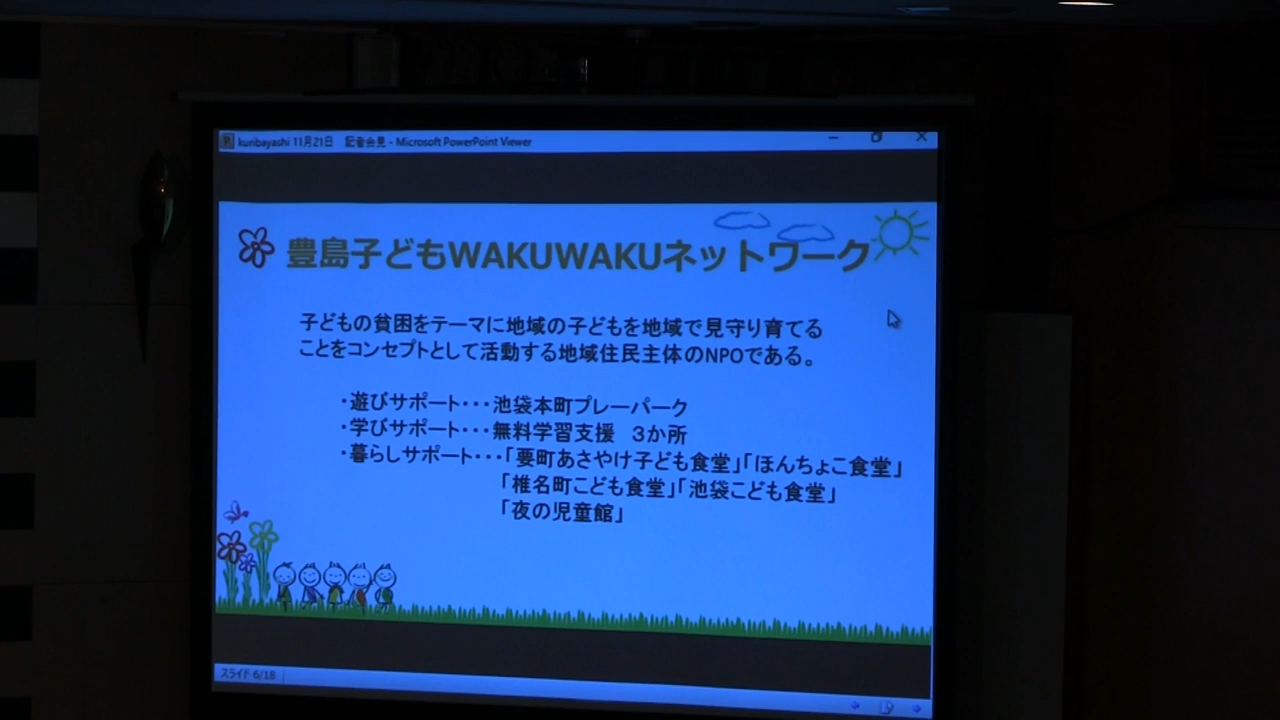 kuribayashi 11月21日 記者会見 - Microsoft PowerPoint Viewer
豊島子どもWAKUWAKUネットワーク
子どもの貧困をテーマに地域の子どもを地域で見守り育てる
ことをコンセプトとして活動する地域住民主体のNPOである。
・遊びサポート・・・池袋本町プレーパーク
・学びサポート・・・無料学習支援 3か所
・暮らしサポート・・・「要町あさやけ子ども食堂」「ほんちょこ食堂」
「椎名町こども食堂」「池袋こども食堂」
「夜の児童館」
スライド 6/18